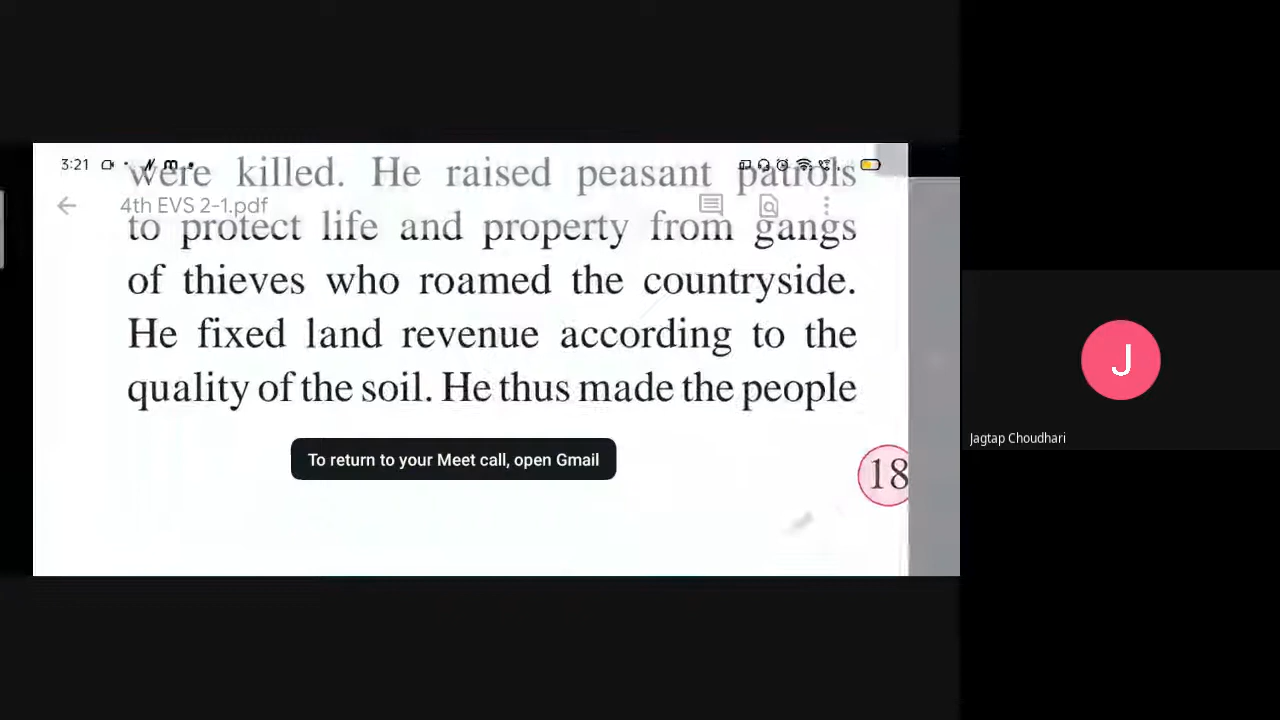 3:21
were killed. He raised peasant patrols
4th EVS 2-1.pdf
to protect life and property from gangs
of thieves who roamed the countryside.
He fixed land revenue according to the
quality of the soil. He thus made the people
To return to your Meet call, open Gmail
18
J
Jagtap Choudhari